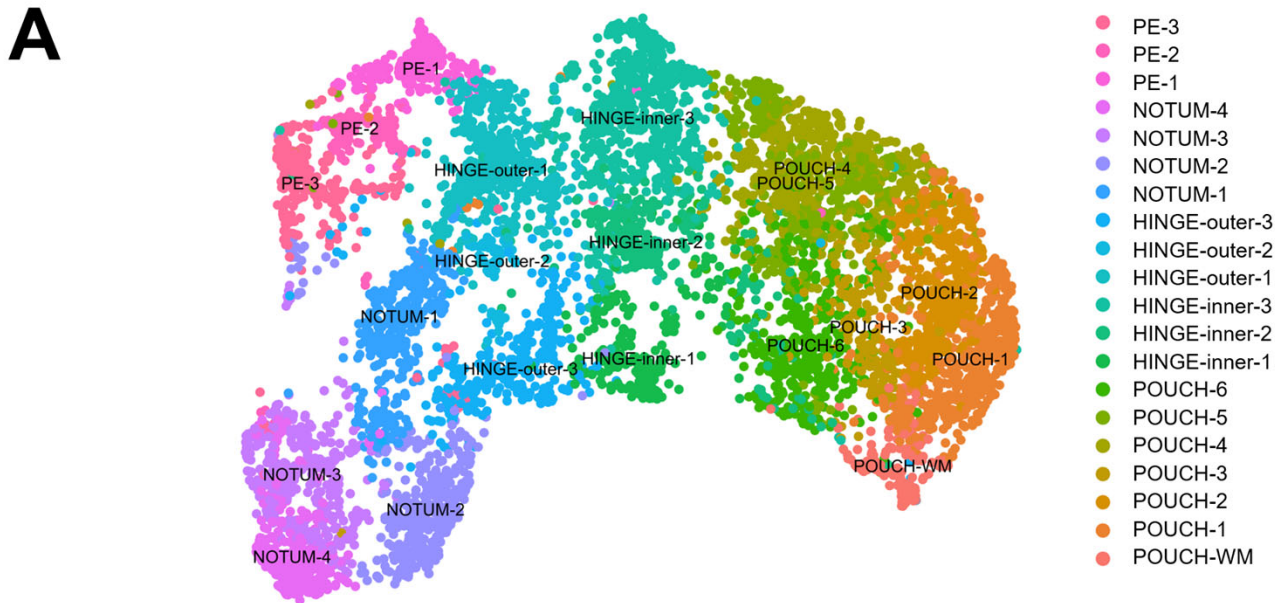 A
PE-1
PE-2
PE-3
HINGE-outer-1
HINGE-inner-3
POUCH-4
POUCH-5
HINGE-inner-2
HINGE-outer-2
POUCH-2
NOTUM-1
POUCH-3
POUCH-6
HINGE-outer-3
HINGE-inner-1
POUCH-1
POUCH-WM
NOTUM-3
NOTUM-2
NOTUM-4
PE-3
PE-2
PE-1
NOTUM-4
NOTUM-3
NOTUM-2
NOTUM-1
HINGE-outer-3
HINGE-outer-2
HINGE-outer-1
HINGE-inner-3
HINGE-inner-2
HINGE-inner-1
POUCH-6
POUCH-5
POUCH-4
POUCH-3
POUCH-2
POUCH-1
POUCH-WM